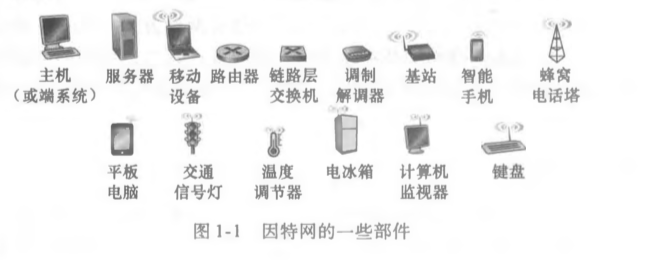 主机 服务器 移动 路由器 链路层 调制 基站 智能 蜂窝
（或端系统） 设备 交换机 解调器 手机 电话塔
平板 交通 温度 电冰箱 计算机 键盘
电脑 信号灯 调节器 监视器
图 1-1 因特网的一些部件